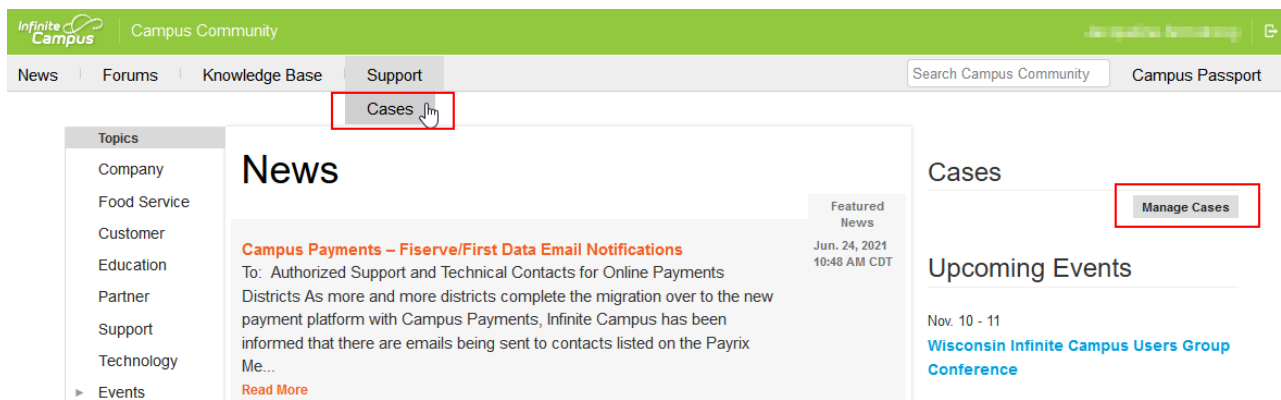 Infinite
Campus
Campus Community
News
Forums
Knowledge Base
Support
Search Campus Community
Campus Passport
Cases
Topics
Company
Food Service
Customer
Education
Partner
Support
Technology
Events
News
Featured
News
Jun. 24, 2021
10:48 AM CDT
Campus Payments – Fiserve/First Data Email Notifications
To: Authorized Support and Technical Contacts for Online Payments
Districts As more and more districts complete the migration over to the new
payment platform with Campus Payments, Infinite Campus has been
informed that there are emails being sent to contacts listed on the Payrix
Me...
Read More
Cases
Manage Cases
Upcoming Events
Nov. 10 - 11
Wisconsin Infinite Campus Users Group
Conference